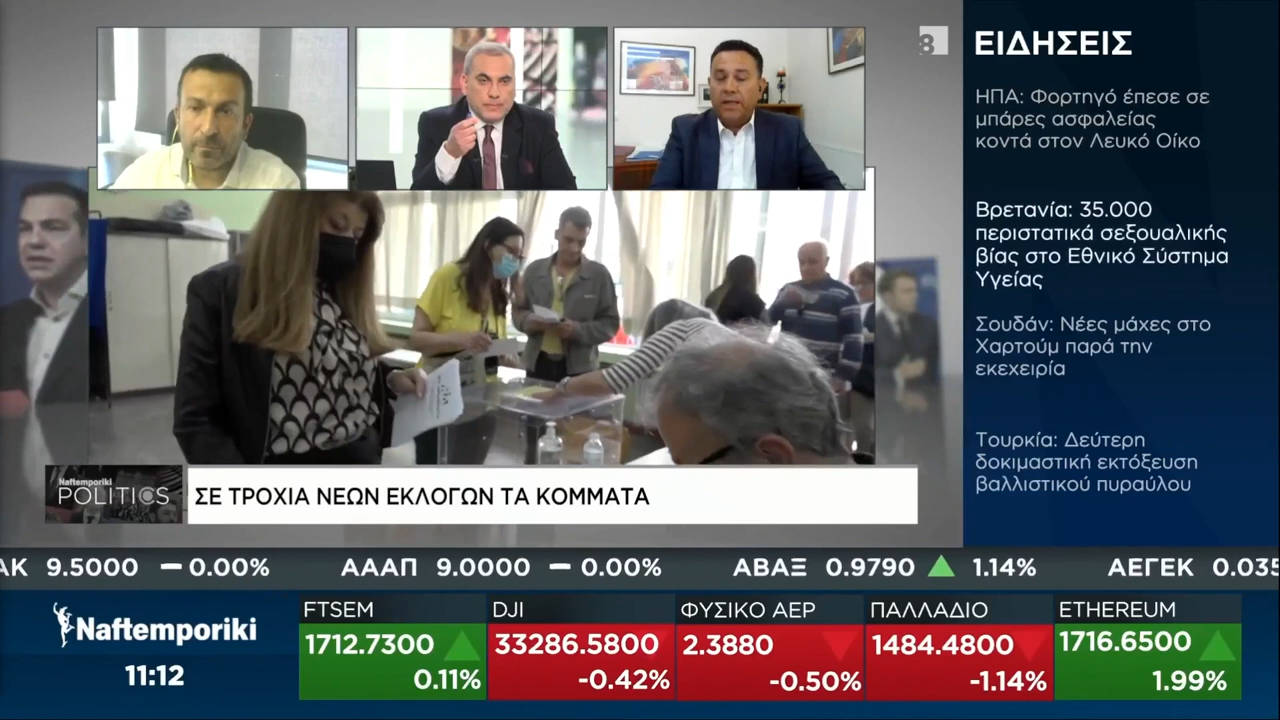 8
ΕΙΔΗΣΕΙΣ
ΗΠΑ: Φορτηγό έπεσε σε
μπάρες ασφαλείας
κοντά στον Λευκό Οίκο
Βρετανία: 35.000
περιστατικά σεξουαλικής
βίας στο Εθνικό Σύστημα
Υγείας
Σουδάν: Νέες μάχες στο
Χαρτούμ παρά την
εκεχειρία
Τουρκία: Δεύτερη
δοκιμαστική εκτόξευση
βαλλιστικού πυραύλου
Naftemporiki
POLITICS
ΣΕ ΤΡΟΧΙΑ ΝΕΩΝ ΕΚΛΟΓΩΝ ΤΑ ΚΟΜΜΑΤΑ
ΑΚ 9.5000 0.00% ΑΑΑΠ 9.0000 0.00% ΑΒΑΞ 0.9790 1.14% ΑΕΓΕΚ 0.035
Naftemporiki
11:12
FTSEM
1712.7300
0.11%
DJI
33286.5800
-0.42%
ΦΥΣΙΚΟ ΑΕΡ
2.3880
-0.50%
ΠΑΛΛΑΔΙΟ
1484.4800
-1.14%
ETHEREUM
1716.6500
1.99%